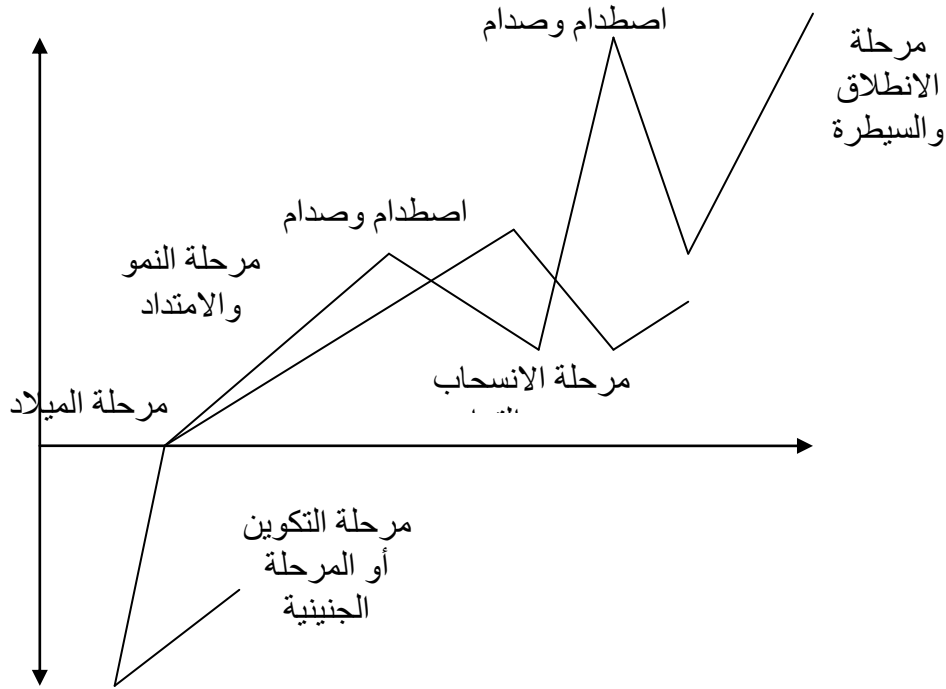 اصطدام وصدام
مرحلة
الانطلاق
والسيطرة
اصطدام وصدام
مرحلة النمو
والامتداد
مرحلة الانسحاب
مرحلة الميلاد
مرحلة التكوين
أو المرحلة
الجنينية